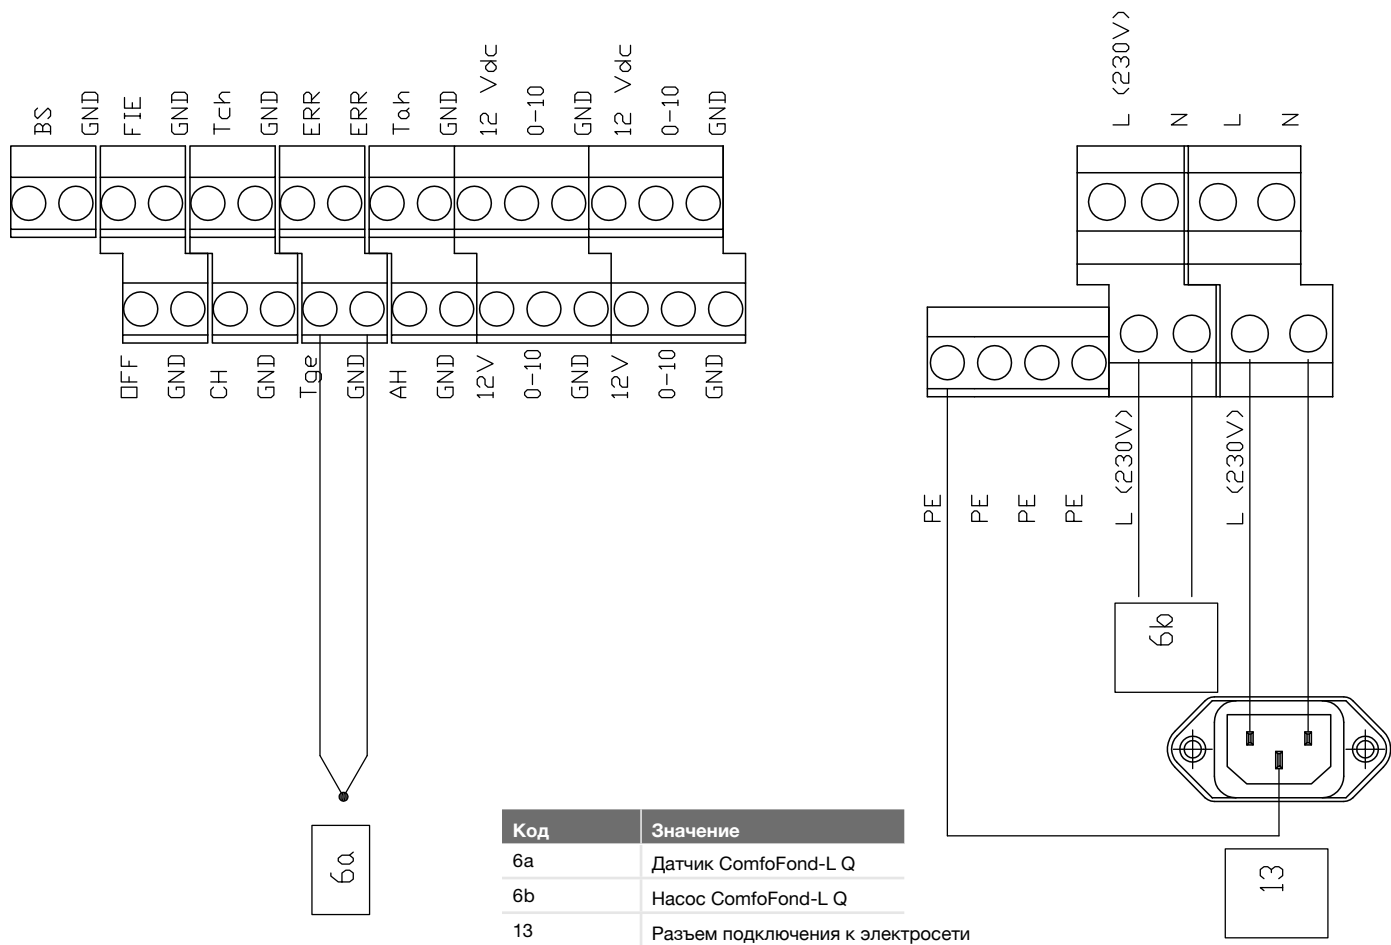 BS GND FIE GND Tch GND ERR ERR Tah GND 12 Vdc 0-10 GND 12 Vdc 0-10 GND
OFF GND CH GND Tge GND AH GND 12V 0-10 GND 12V 0-10 GND
6a
L (230V) N L N
PE PE PE PE L (230V) L (230V)
6b
13
Код Значение
6a Датчик ComfoFond-L Q
6b Насос ComfoFond-L Q
13 Разъем подключения к электросети